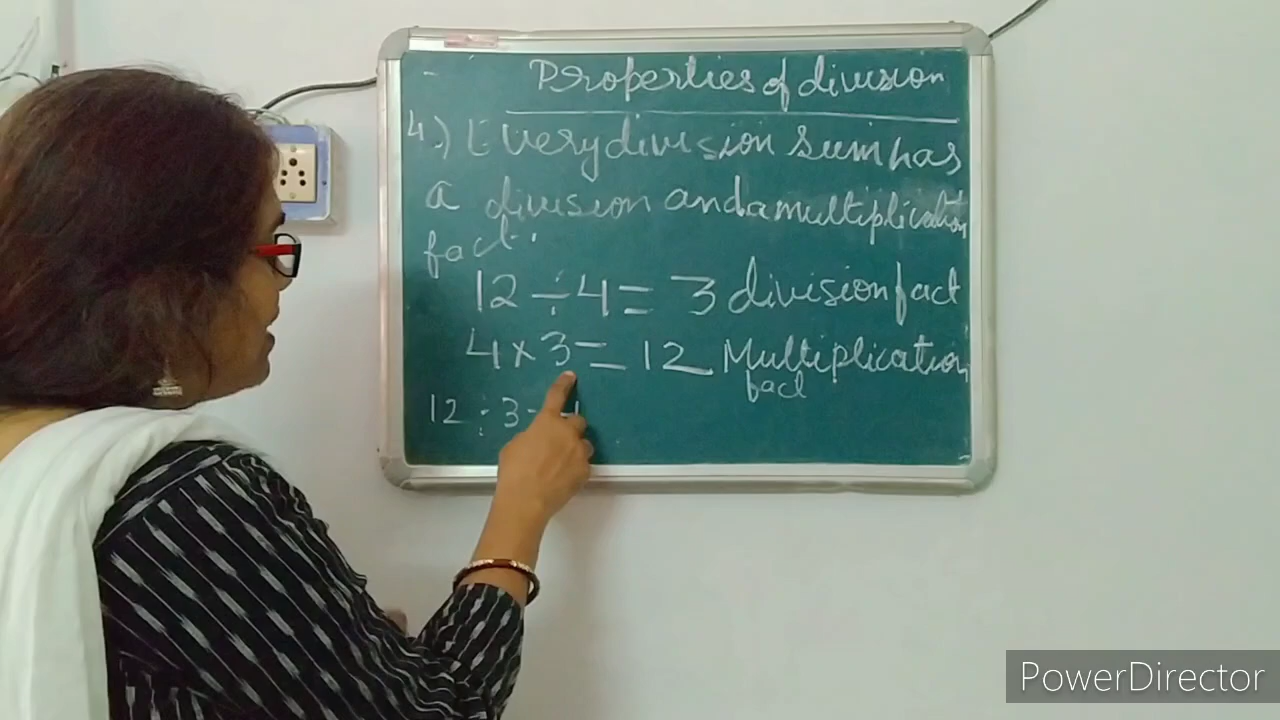 Properties of division
4.) Every division sum has
a division and a multiplication
fact.
12 ÷ 4 = 3 division fact
4 × 3 = 12 Multiplication
fact
12 ÷ 3 = 4
PowerDirector